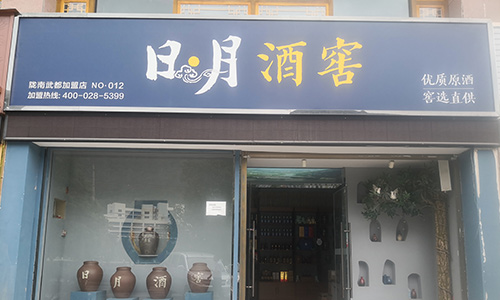 日月酒窖
陇南武都加盟店 NO·012
加盟热线: 400-028-5399
优质原酒
窖选直供
日 月 酒 窖